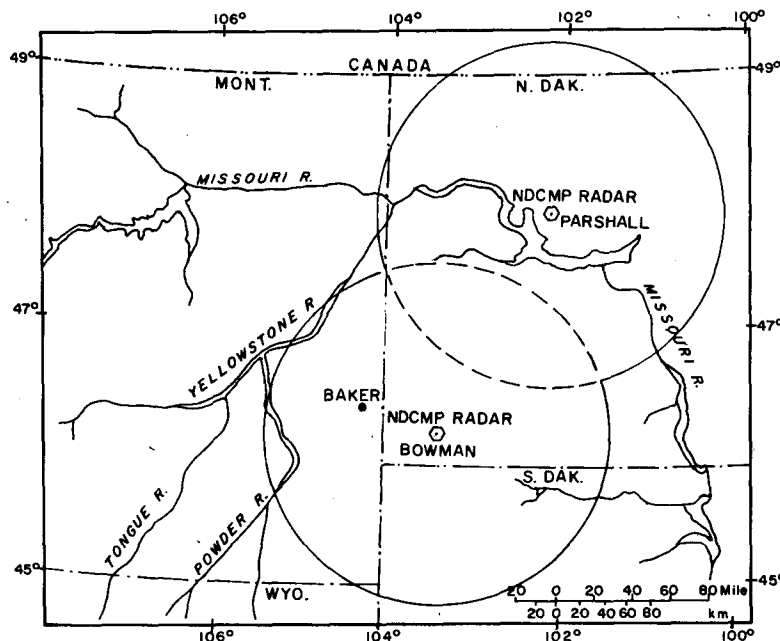 106° 104° 102° 100°
49° 49°
CANADA
MONT. N. DAK.
MISSOURI R.
NDCMP RADAR
PARSHALL
47° 47°
MISSOURI R.
YELLOWSTONE R.
BAKER
NDCMP RADAR
BOWMAN
S. DAK.
TONGUE R.
POWDER R.
45° 45°
WYO.
20 0 20 40 60 80 Mile
20 0 20 40 60 80 km
106° 104° 102° 100°